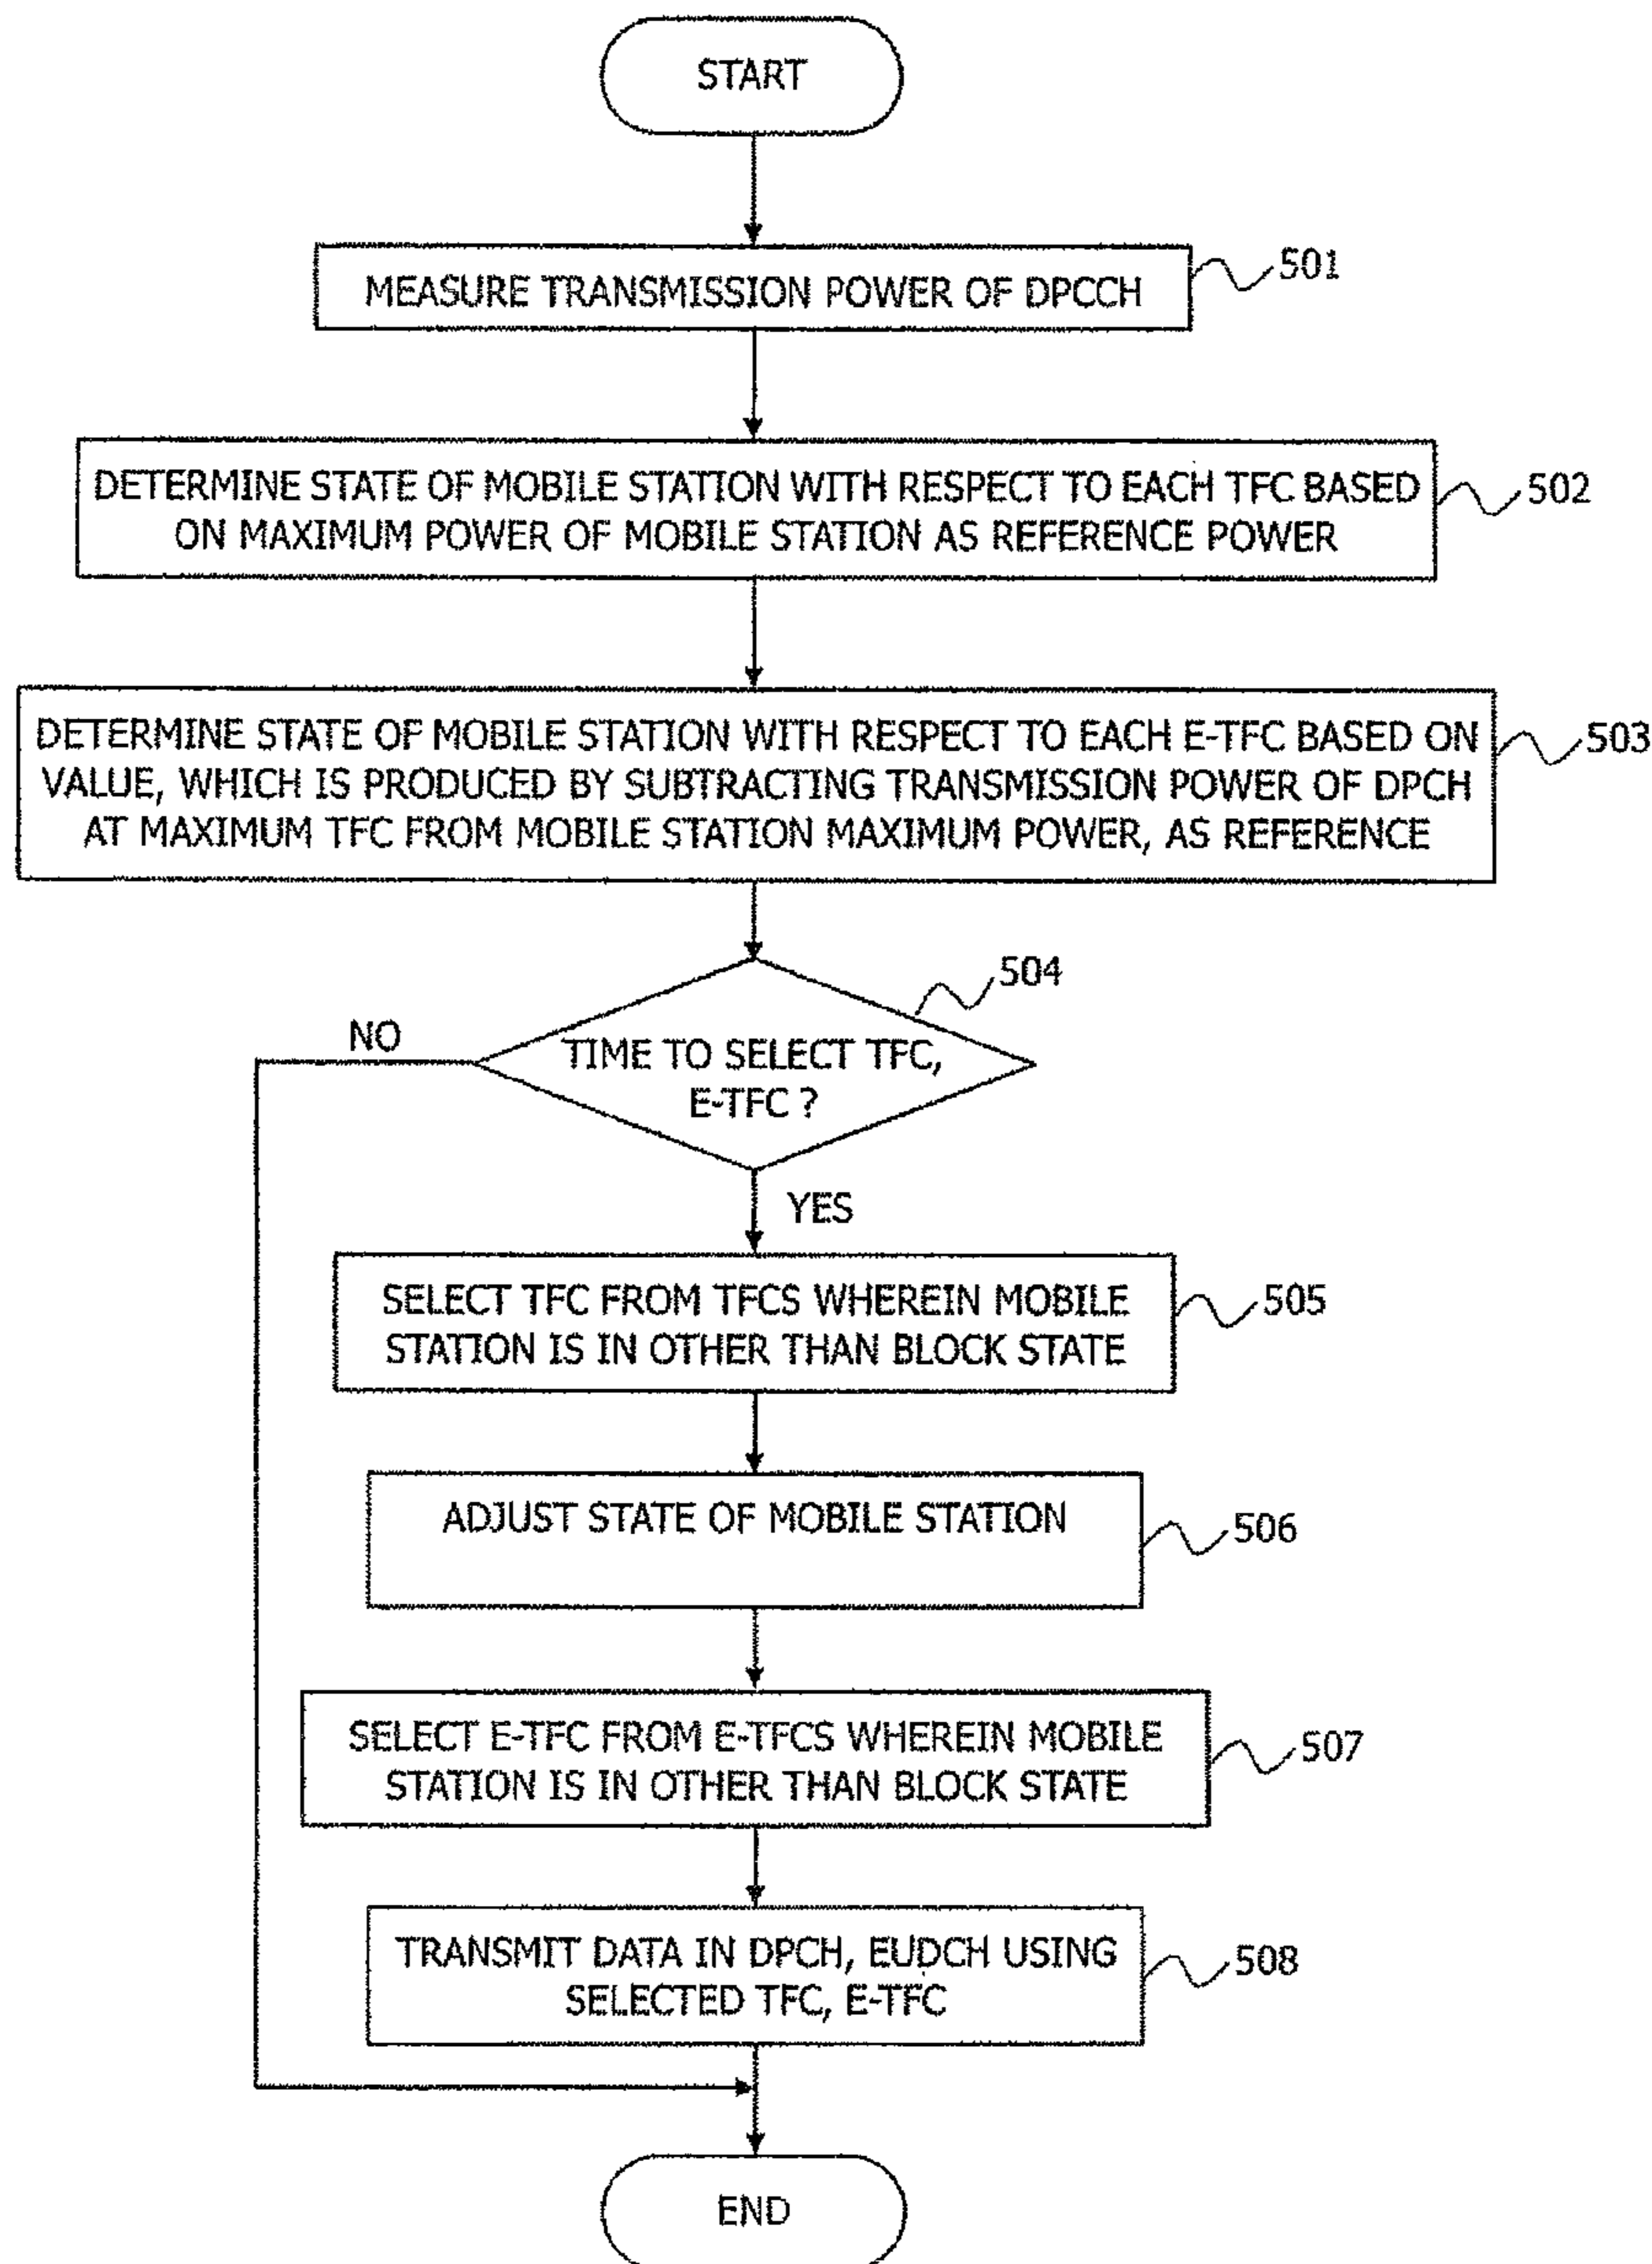 START
MEASURE TRANSMISSION POWER OF DPCCH
501
DETERMINE STATE OF MOBILE STATION WITH RESPECT TO EACH TFC BASED
ON MAXIMUM POWER OF MOBILE STATION AS REFERENCE POWER
502
DETERMINE STATE OF MOBILE STATION WITH RESPECT TO EACH E-TFC BASED ON
VALUE, WHICH IS PRODUCED BY SUBTRACTING TRANSMISSION POWER OF DPCH
AT MAXIMUM TFC FROM MOBILE STATION MAXIMUM POWER, AS REFERENCE
503
504
NO
TIME TO SELECT TFC,
E-TFC ?
YES
SELECT TFC FROM TFCS WHEREIN MOBILE
STATION IS IN OTHER THAN BLOCK STATE
505
ADJUST STATE OF MOBILE STATION
506
SELECT E-TFC FROM E-TFCS WHEREIN MOBILE
STATION IS IN OTHER THAN BLOCK STATE
507
TRANSMIT DATA IN DPCH, EUDCH USING
SELECTED TFC, E-TFC
508
END